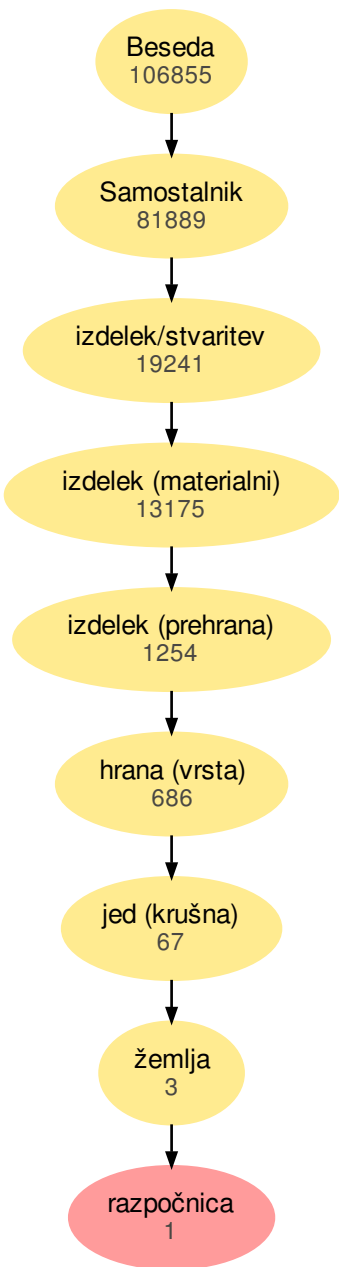 Beseda
106855
Samostalnik
81889
izdelek/stvaritev
19241
izdelek (materialni)
13175
izdelek (prehrana)
1254
hrana (vrsta)
686
jed (krušna)
67
žemlja
3
razpočnica
1